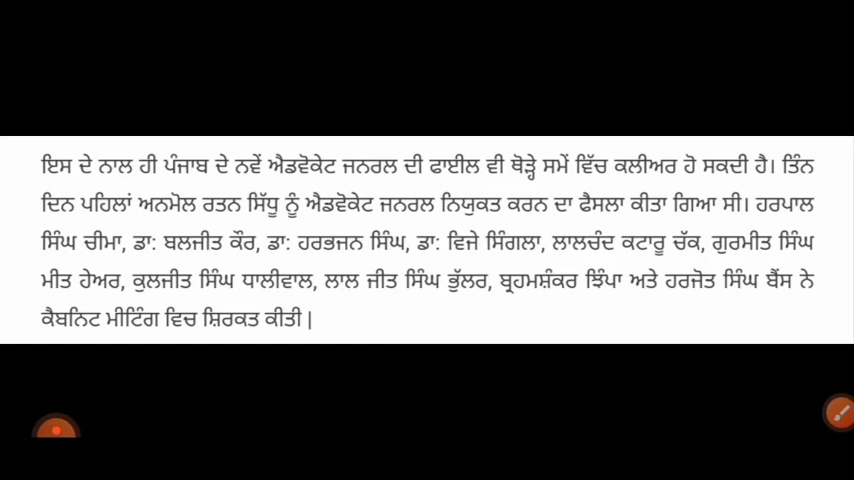 ਇਸ ਦੇ ਨਾਲ ਹੀ ਪੰਜਾਬ ਦੇ ਨਵੇਂ ਐਡਵੋਕੇਟ ਜਨਰਲ ਦੀ ਫਾਈਲ ਵੀ ਥੋੜ੍ਹੇ ਸਮੇਂ ਵਿੱਚ ਕਲੀਅਰ ਹੋ ਸਕਦੀ ਹੈ। ਤਿੰਨ
ਦਿਨ ਪਹਿਲਾਂ ਅਨਮੋਲ ਰਤਨ ਸਿੱਧੂ ਨੂੰ ਐਡਵੋਕੇਟ ਜਨਰਲ ਨਿਯੁਕਤ ਕਰਨ ਦਾ ਫੈਸਲਾ ਕੀਤਾ ਗਿਆ ਸੀ। ਹਰਪਾਲ
ਸਿੰਘ ਚੀਮਾ, ਡਾ: ਬਲਜੀਤ ਕੌਰ, ਡਾ: ਹਰਭਜਨ ਸਿੰਘ, ਡਾ: ਵਿਜੇ ਸਿੰਗਲਾ, ਲਾਲਚੰਦ ਕਟਾਰੂ ਚੱਕ, ਗੁਰਮੀਤ ਸਿੰਘ
ਮੀਤ ਹੇਅਰ, ਕੁਲਜੀਤ ਸਿੰਘ ਧਾਲੀਵਾਲ, ਲਾਲ ਜੀਤ ਸਿੰਘ ਭੁੱਲਰ, ਬ੍ਰਹਮਸ਼ੰਕਰ ਝਿੰਪਾ ਅਤੇ ਹਰਜੋਤ ਸਿੰਘ ਬੈਂਸ ਨੇ
ਕੈਬਨਿਟ ਮੀਟਿੰਗ ਵਿਚ ਸ਼ਿਰਕਤ ਕੀਤੀ |